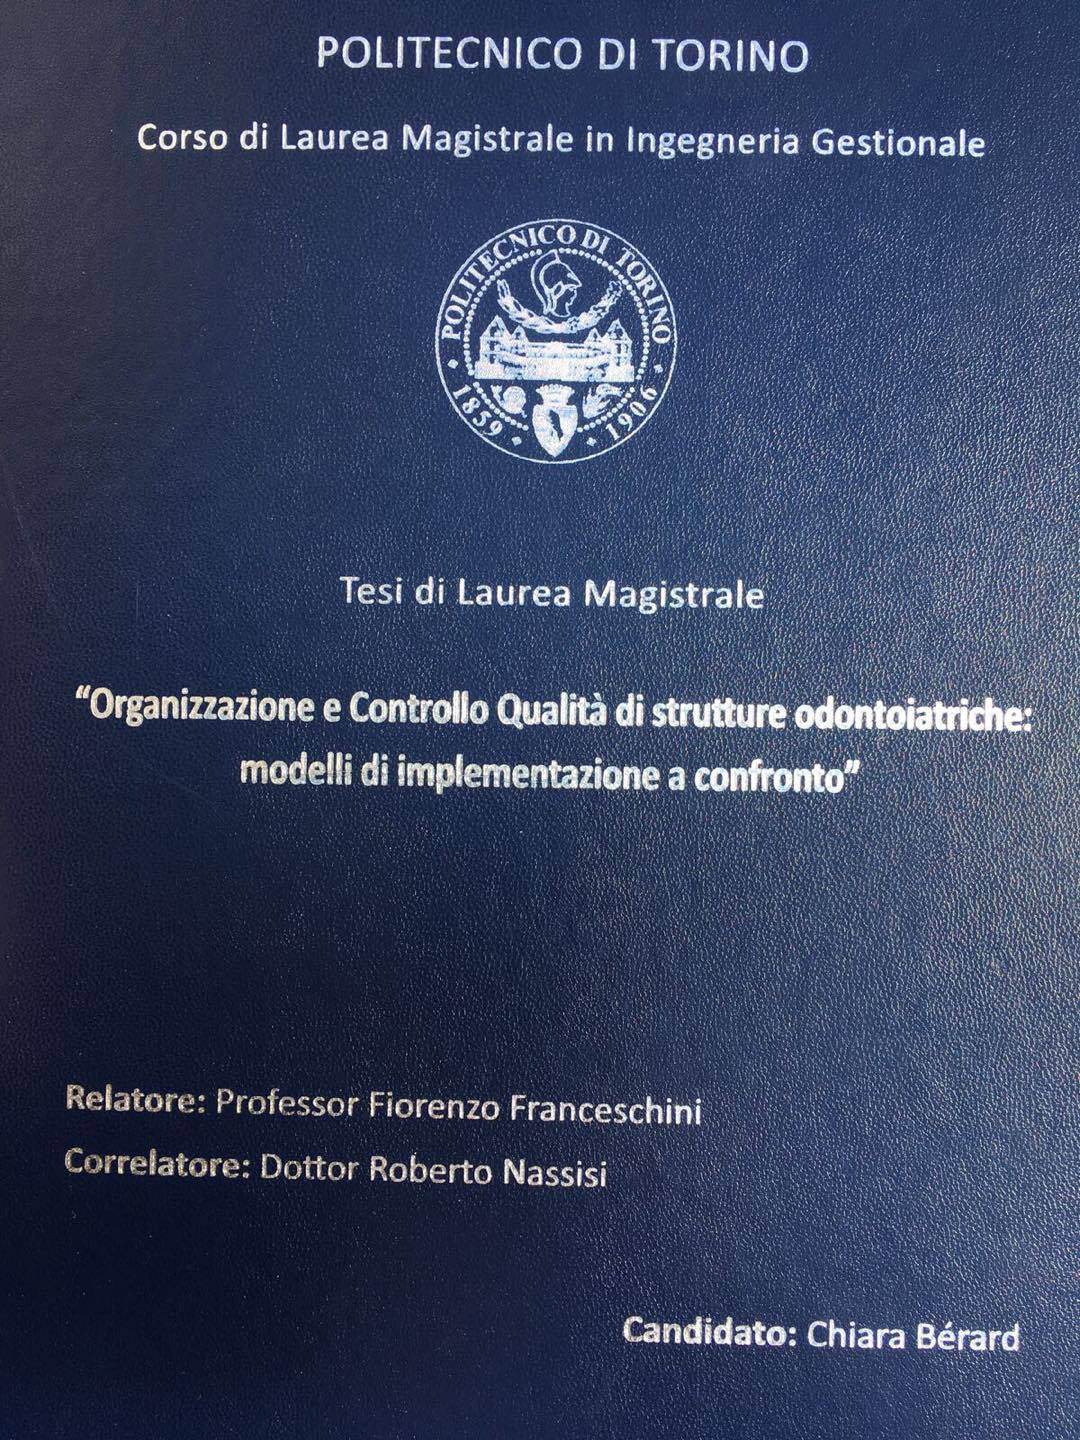 POLITECNICO DI TORINO
Corso di Laurea Magistrale in Ingegneria Gestionale
POLITECNICO DI TORINO
1859 1906
Tesi di Laurea Magistrale
“Organizzazione e Controllo Qualità di strutture odontoiatriche:
modelli di implementazione a confronto”
Relatore: Professor Fiorenzo Franceschini
Correlatore: Dottor Roberto Nassisi
Candidato: Chiara Bérard